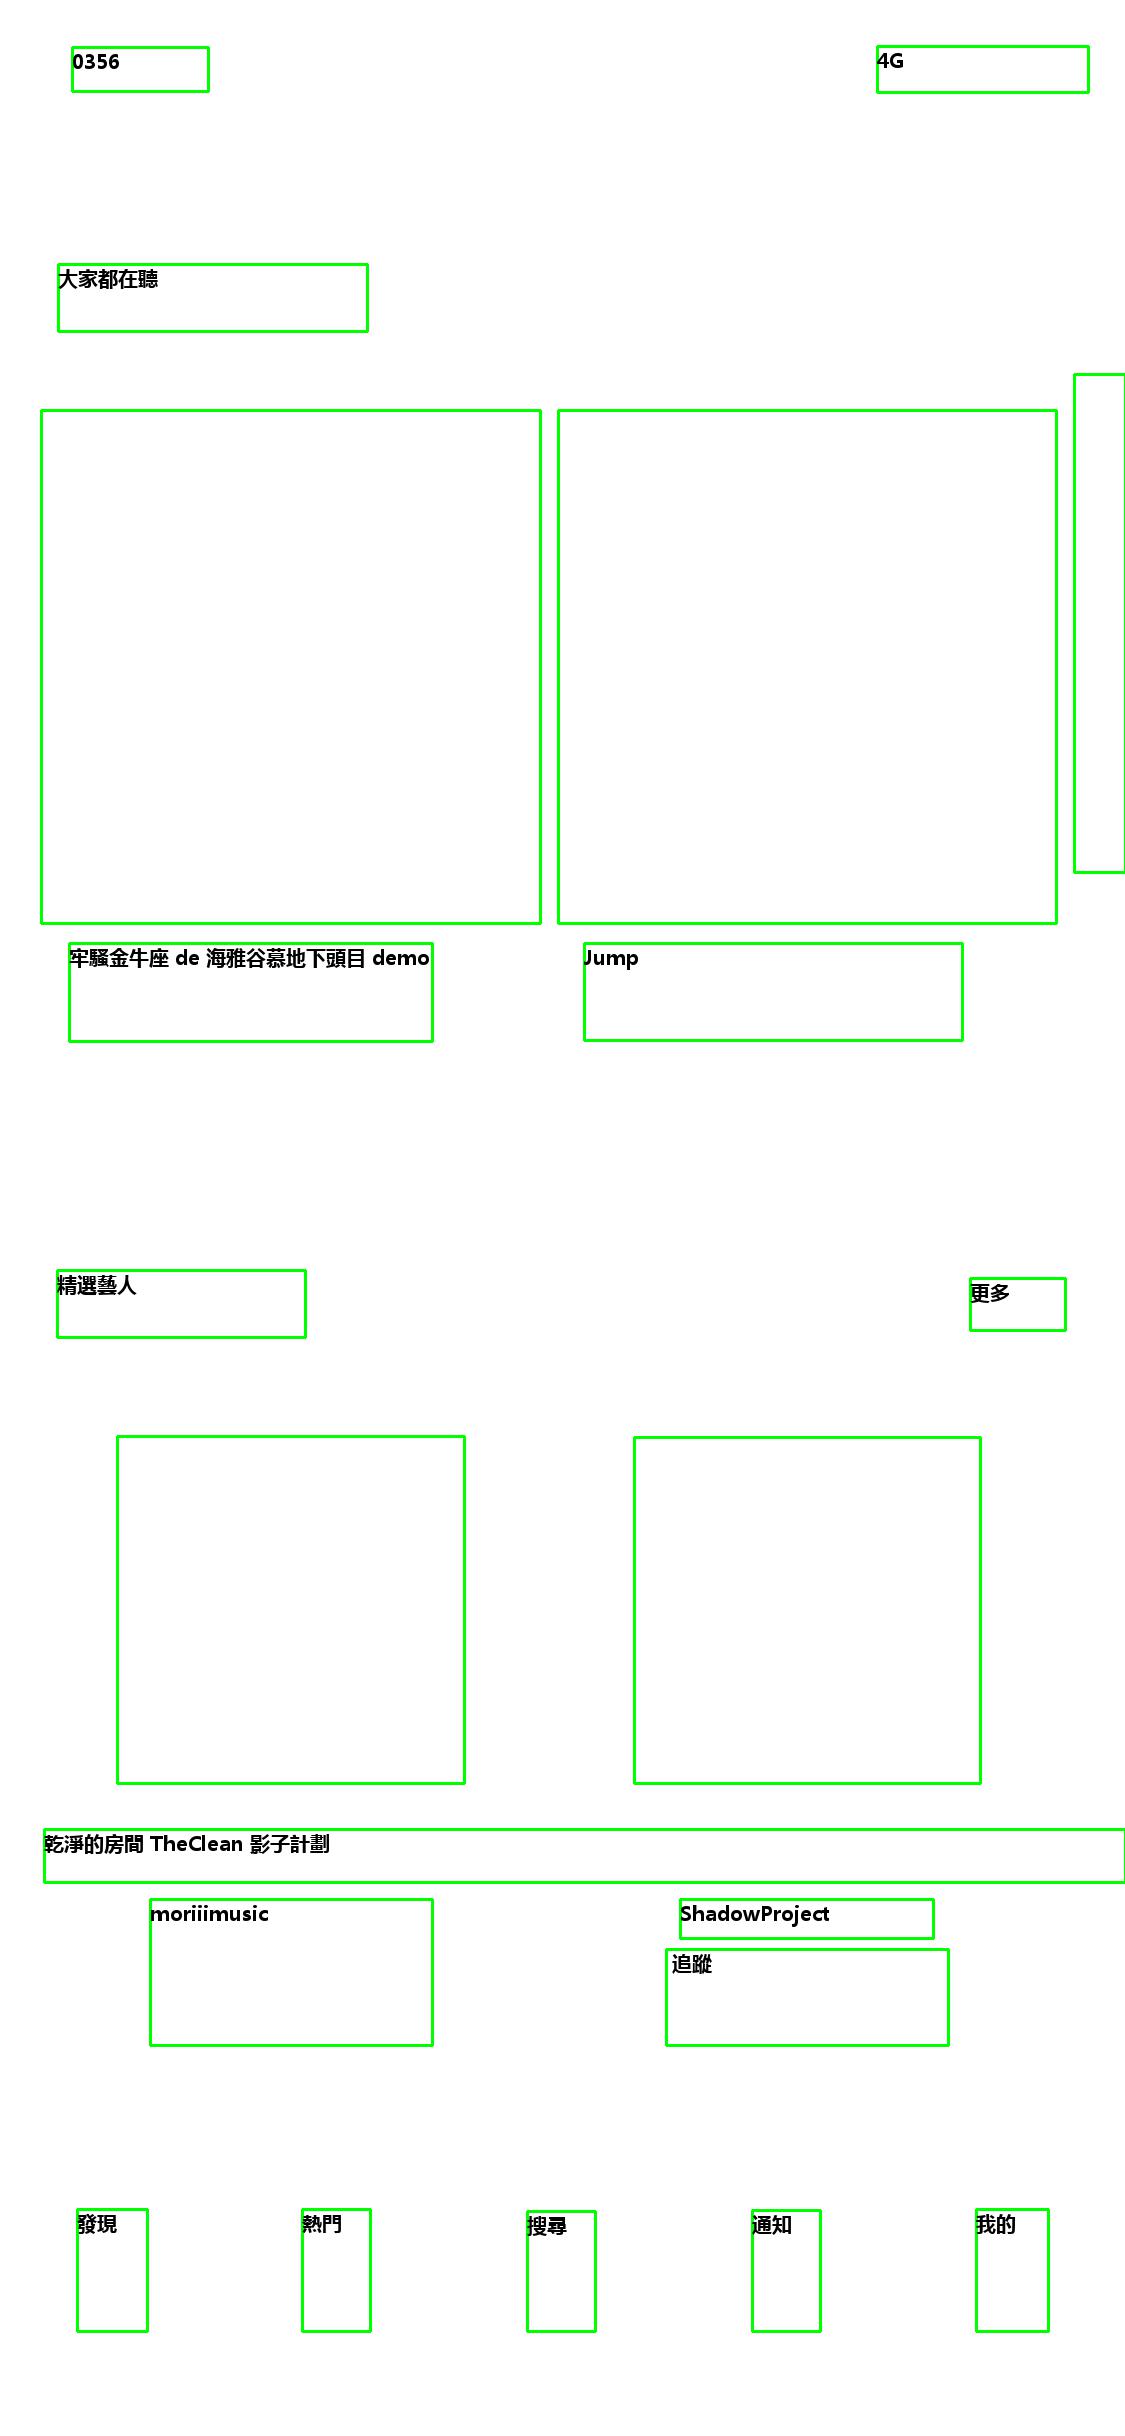 0356
4G
大家都在聽
牢騷金牛座 de 海雅谷慕地下頭目 demo
Jump
精選藝人
更多
乾淨的房間 TheClean 影子計劃
moriiimusic
ShadowProject
追蹤
發現
熱門
搜尋
通知
我的